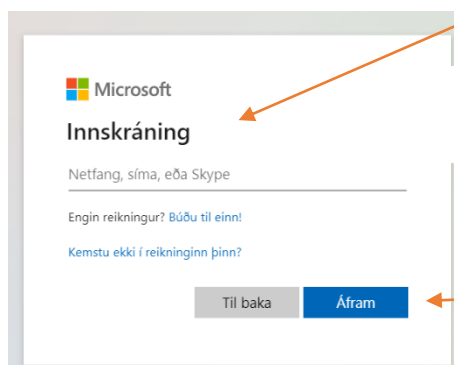 Microsoft
Innskráning
Netfang, síma, eða Skype
Engin reikningur? Búðu til einn!
Kemstu ekki í reikninginn þinn?
Til baka Áfram